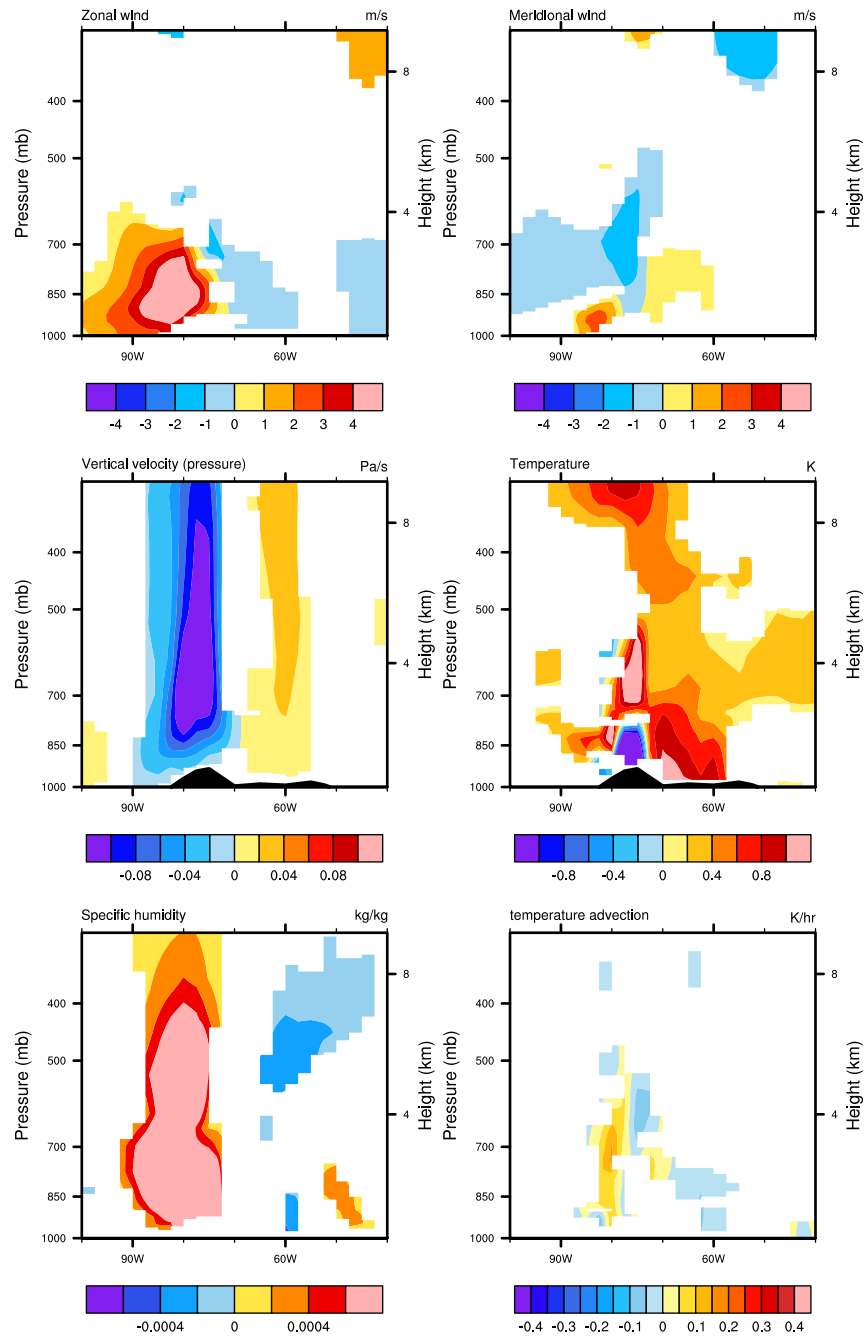 Zonal wind m/s
Meridional wind m/s
Pressure (mb)
400
500
700
850
1000
8
4
Height (km)
90W 60W
-4 -3 -2 -1 0 1 2 3 4
Pressure (mb)
400
500
700
850
1000
8
4
Height (km)
90W 60W
-4 -3 -2 -1 0 1 2 3 4
Vertical velocity (pressure) Pa/s
Temperature K
Pressure (mb)
400
500
700
850
1000
8
4
Height (km)
90W 60W
-0.08 -0.04 0 0.04 0.08
Pressure (mb)
400
500
700
850
1000
8
4
Height (km)
90W 60W
-0.8 -0.4 0 0.4 0.8
Specific humidity kg/kg
temperature advection K/hr
Pressure (mb)
400
500
700
850
1000
8
4
Height (km)
90W 60W
-0.0004 0 0.0004
Pressure (mb)
400
500
700
850
1000
8
4
Height (km)
90W 60W
-0.4 -0.3 -0.2 -0.1 0 0.1 0.2 0.3 0.4